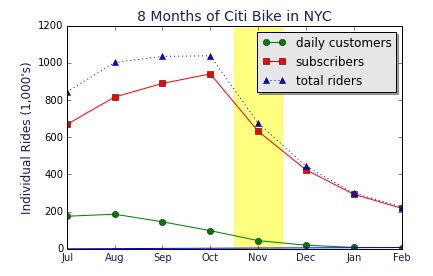 8 Months of Citi Bike in NYC
Individual Rides (1,000's)
1200
1000
800
600
400
200
0
daily customers
subscribers
total riders
Jul Aug Sep Oct Nov Dec Jan Feb